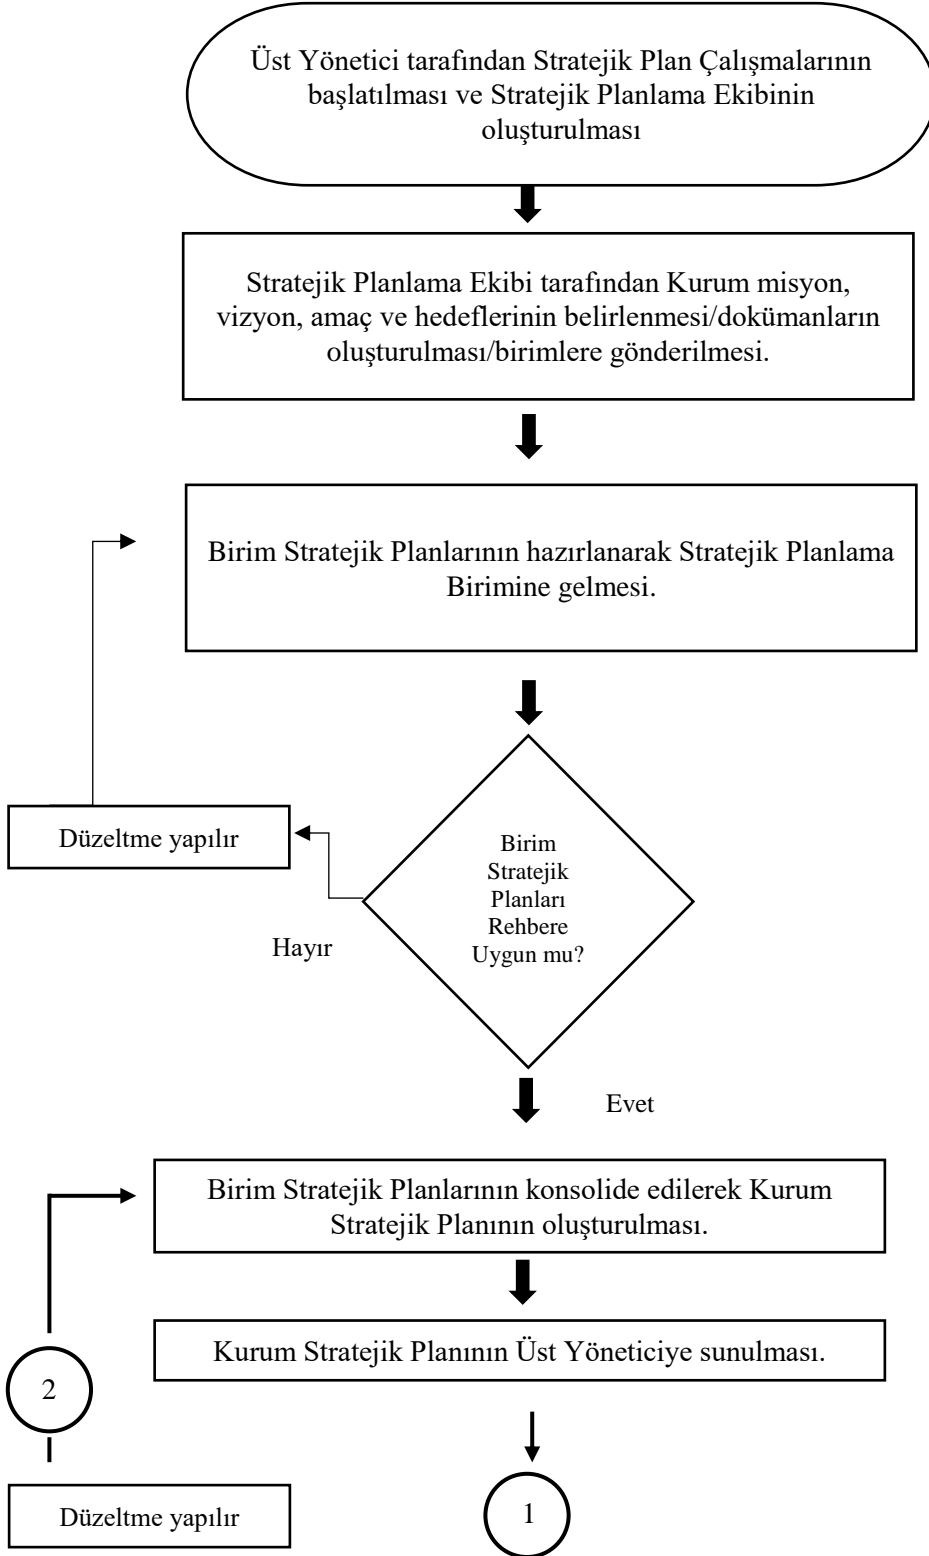 Üst Yönetici tarafından Stratejik Plan Çalışmalarının
başlatılması ve Stratejik Planlama Ekibinin
oluşturulması
Stratejik Planlama Ekibi tarafından Kurum misyon,
vizyon, amaç ve hedeflerinin belirlenmesi/dokümanların
oluşturulması/birimlere gönderilmesi.
Birim Stratejik Planlarının hazırlanarak Stratejik Planlama
Birimine gelmesi.
Düzeltme yapılır
Birim
Stratejik
Planları
Rehbere
Uygun mu?
Hayır
Evet
Birim Stratejik Planlarının konsolide edilerek Kurum
Stratejik Planının oluşturulması.
Kurum Stratejik Planının Üst Yöneticiye sunulması.
2
Düzeltme yapılır
1